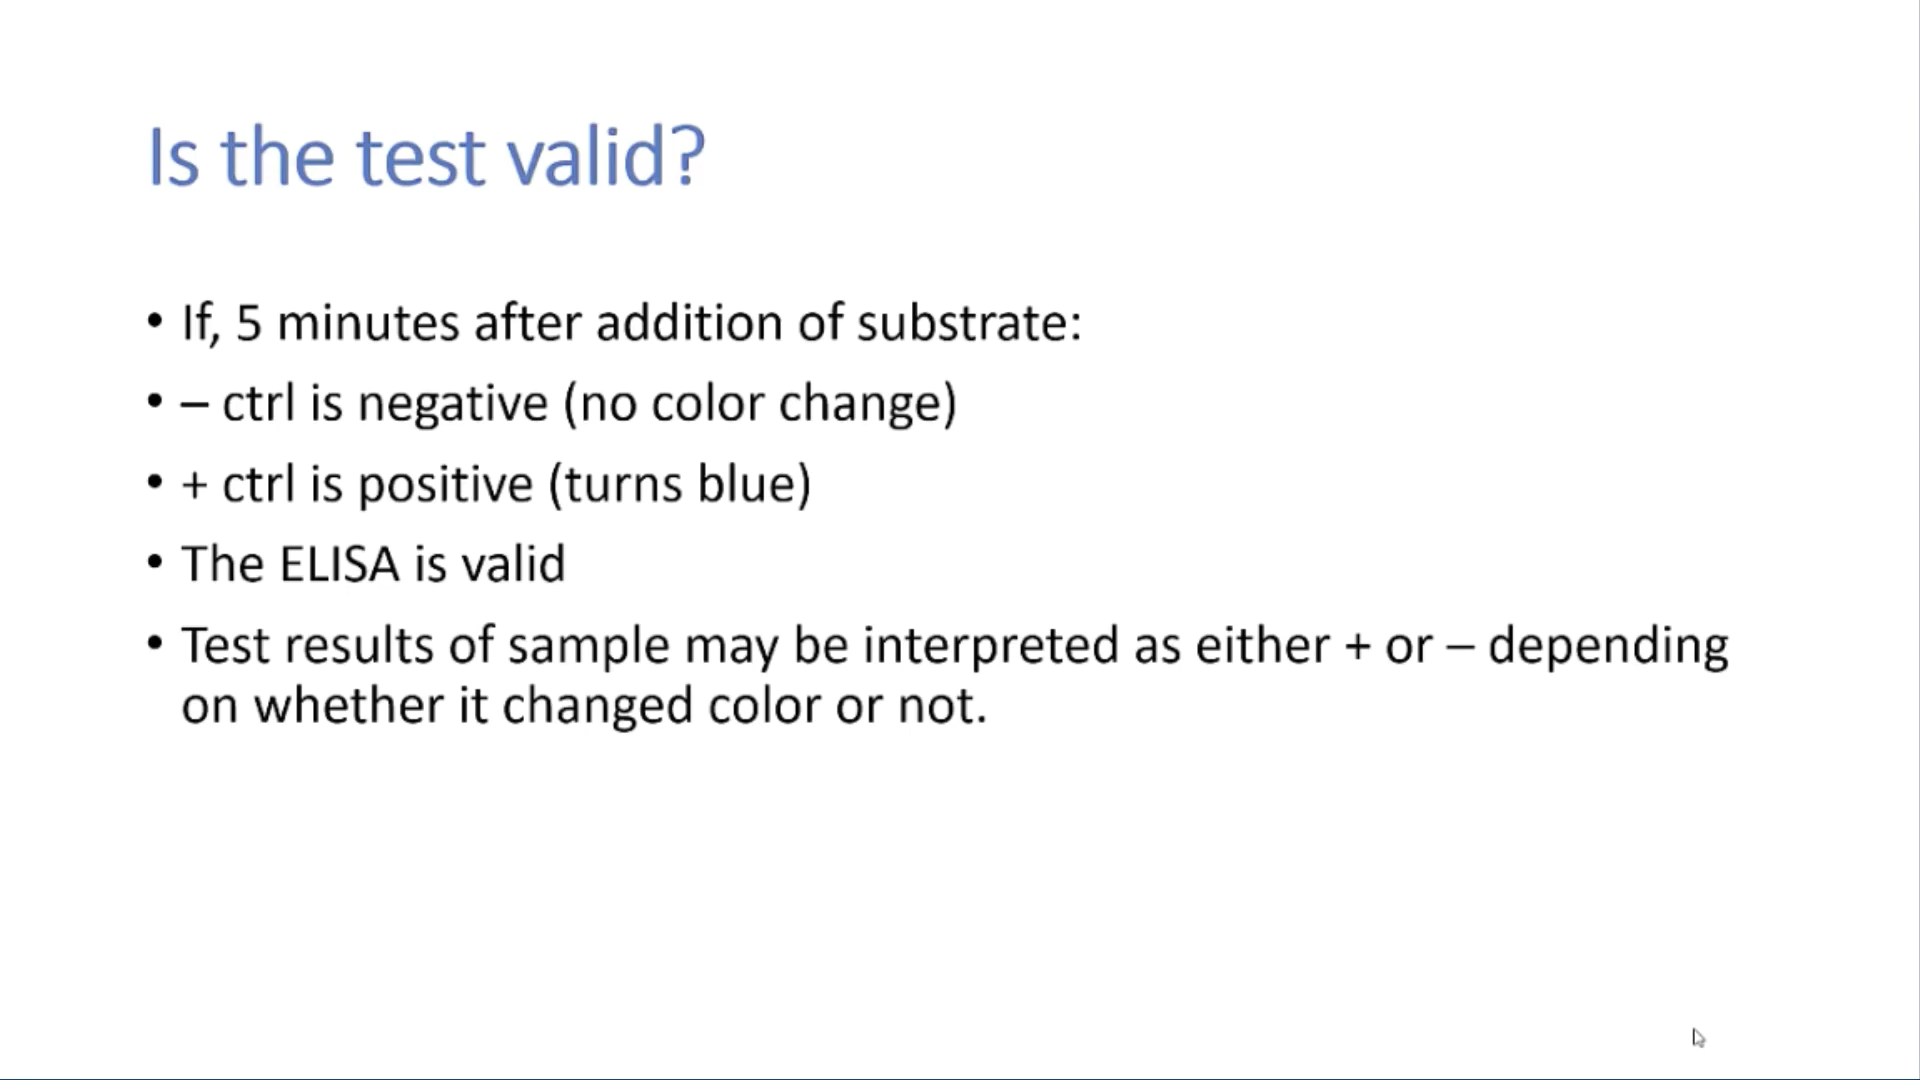 Is the test valid?
• If, 5 minutes after addition of substrate:
• – ctrl is negative (no color change)
• + ctrl is positive (turns blue)
• The ELISA is valid
• Test results of sample may be interpreted as either + or – depending
on whether it changed color or not.